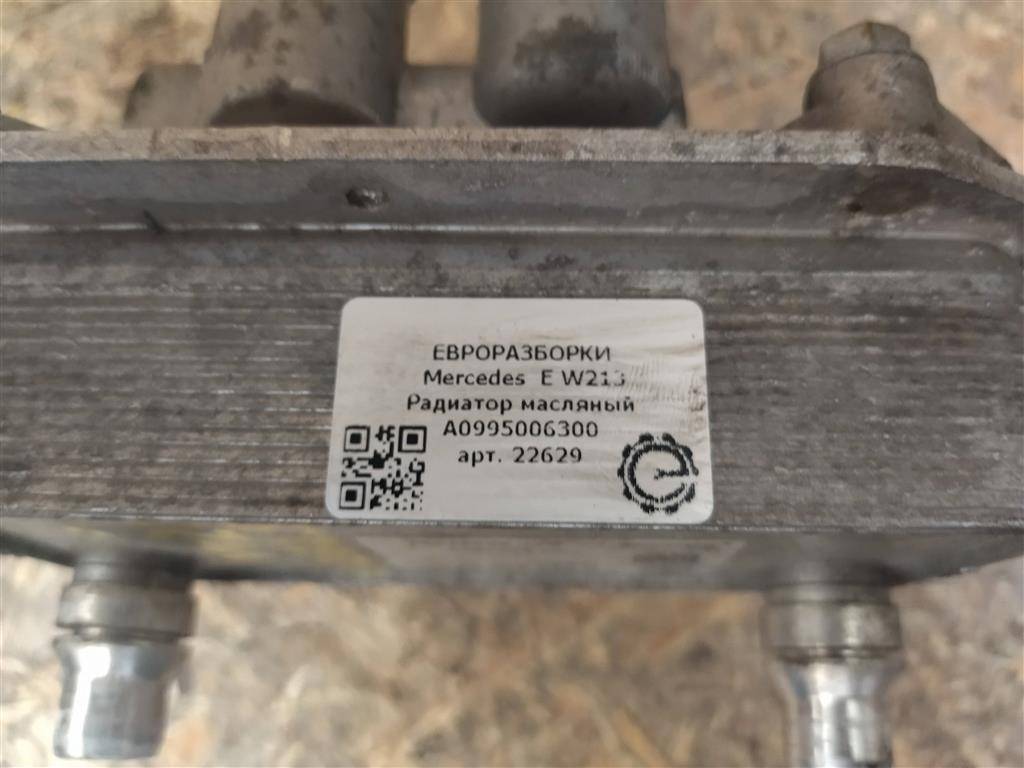 ЕВРОРАЗБОРКИ
Mercedes E W213
Радиатор масляный
A0995006300
арт. 22629